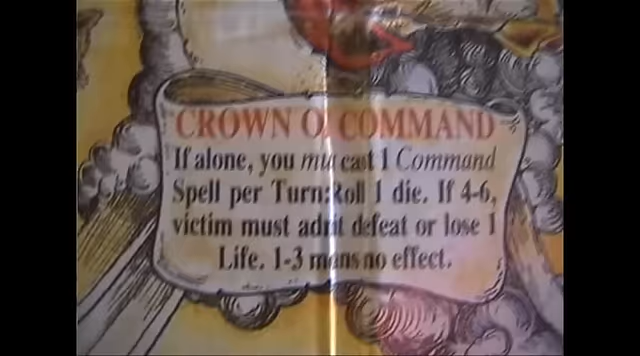 CROWN O COMMAND
If alone, you cast 1 Command
Spell per Turn: Roll 1 die. If 4-6,
victim must admit defeat or lose 1
Life. 1-3 no effect.